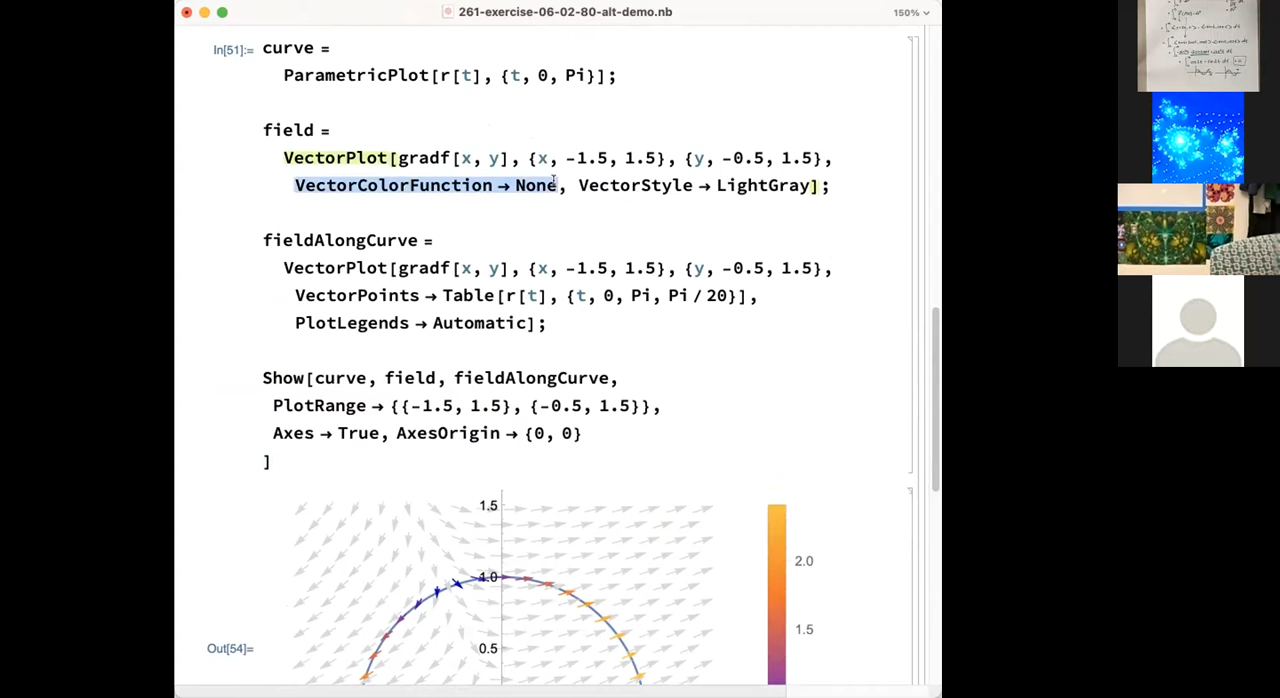 261-exercise-06-02-80-alt-demo.nb
150%
In[51]:= curve =
ParametricPlot[r[t], {t, 0, Pi}];
field =
VectorPlot[gradf[x, y], {x, -1.5, 1.5}, {y, -0.5, 1.5},
VectorColorFunction → None, VectorStyle → LightGray];
fieldAlongCurve =
VectorPlot[gradf[x, y], {x, -1.5, 1.5}, {y, -0.5, 1.5},
VectorPoints → Table[r[t], {t, 0, Pi, Pi / 20}],
PlotLegends → Automatic];
Show[curve, field, fieldAlongCurve,
PlotRange → {{-1.5, 1.5}, {-0.5, 1.5}},
Axes → True, AxesOrigin → {0, 0}
]
1.5
2.0
1.0
1.5
Out[54]=
0.5